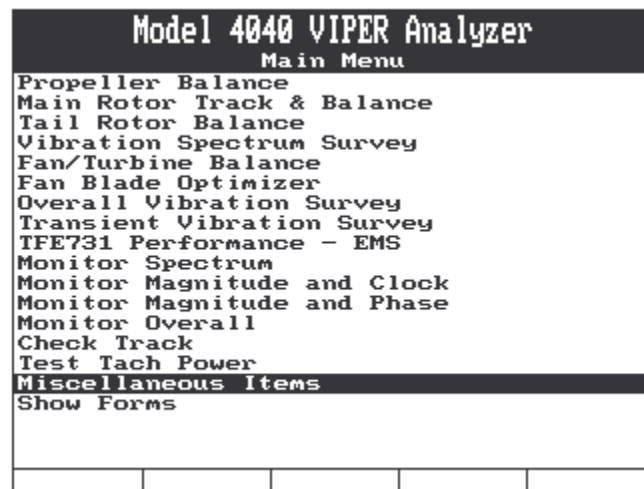 Model 4040 VIPER Analyzer
Main Menu
Propeller Balance
Main Rotor Track & Balance
Tail Rotor Balance
Vibration Spectrum Survey
Fan/Turbine Balance
Fan Blade Optimizer
Overall Vibration Survey
Transient Vibration Survey
TFE731 Performance - EMS
Monitor Spectrum
Monitor Magnitude and Clock
Monitor Magnitude and Phase
Monitor Overall
Check Track
Test Tach Power
Miscellaneous Items
Show Forms